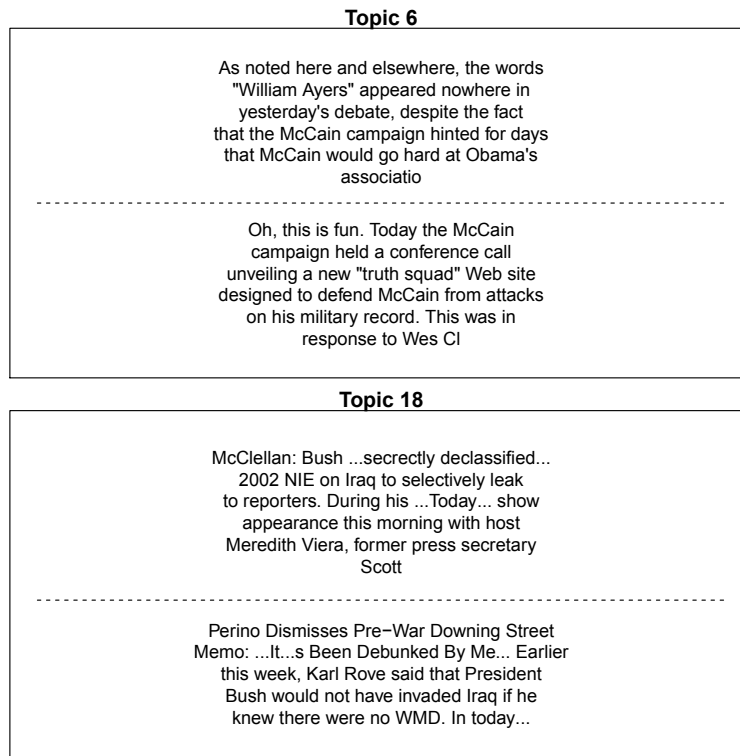 Topic 6
As noted here and elsewhere, the words
"William Ayers" appeared nowhere in
yesterday's debate, despite the fact
that the McCain campaign hinted for days
that McCain would go hard at Obama's
associatio
Oh, this is fun. Today the McCain
campaign held a conference call
unveiling a new "truth squad" Web site
designed to defend McCain from attacks
on his military record. This was in
response to Wes Cl
Topic 18
McClellan: Bush ...secrectly declassified...
2002 NIE on Iraq to selectively leak
to reporters. During his ...Today... show
appearance this morning with host
Meredith Viera, former press secretary
Scott
Perino Dismisses Pre−War Downing Street
Memo: ...It...s Been Debunked By Me... Earlier
this week, Karl Rove said that President
Bush would not have invaded Iraq if he
knew there were no WMD. In today...